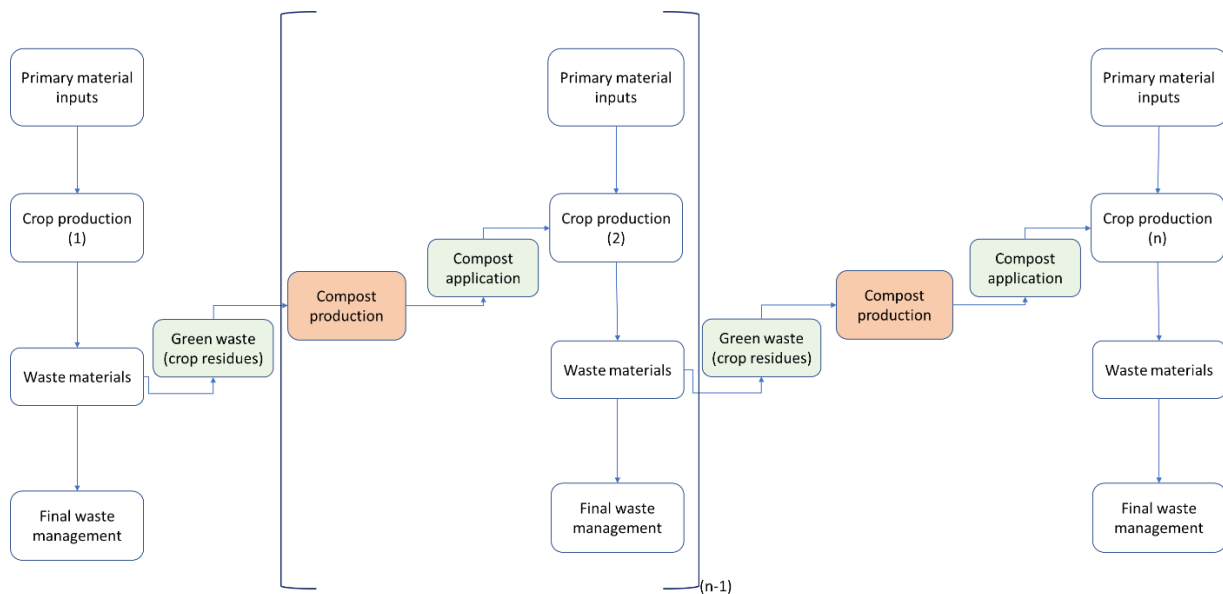 Primary material
inputs
Crop production
(1)
Waste materials
Final waste
management
Green waste
(crop residues)
Compost
production
Compost
application
Primary material
inputs
Crop production
(2)
Waste materials
Final waste
management
(n-1)
Green waste
(crop residues)
Compost
production
Compost
application
Primary material
inputs
Crop production
(n)
Waste materials
Final waste
management